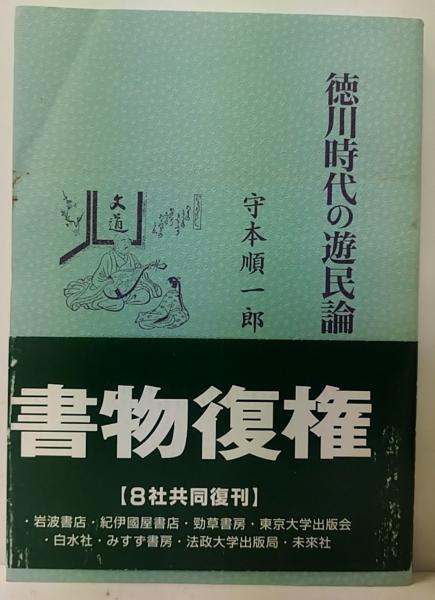 徳川時代の遊民論
守本順一郎
文道
書物復権
【8社共同復刊】
・岩波書店・紀伊國屋書店・勁草書房・東京大学出版会
・白水社・みすず書房・法政大学出版局・未來社